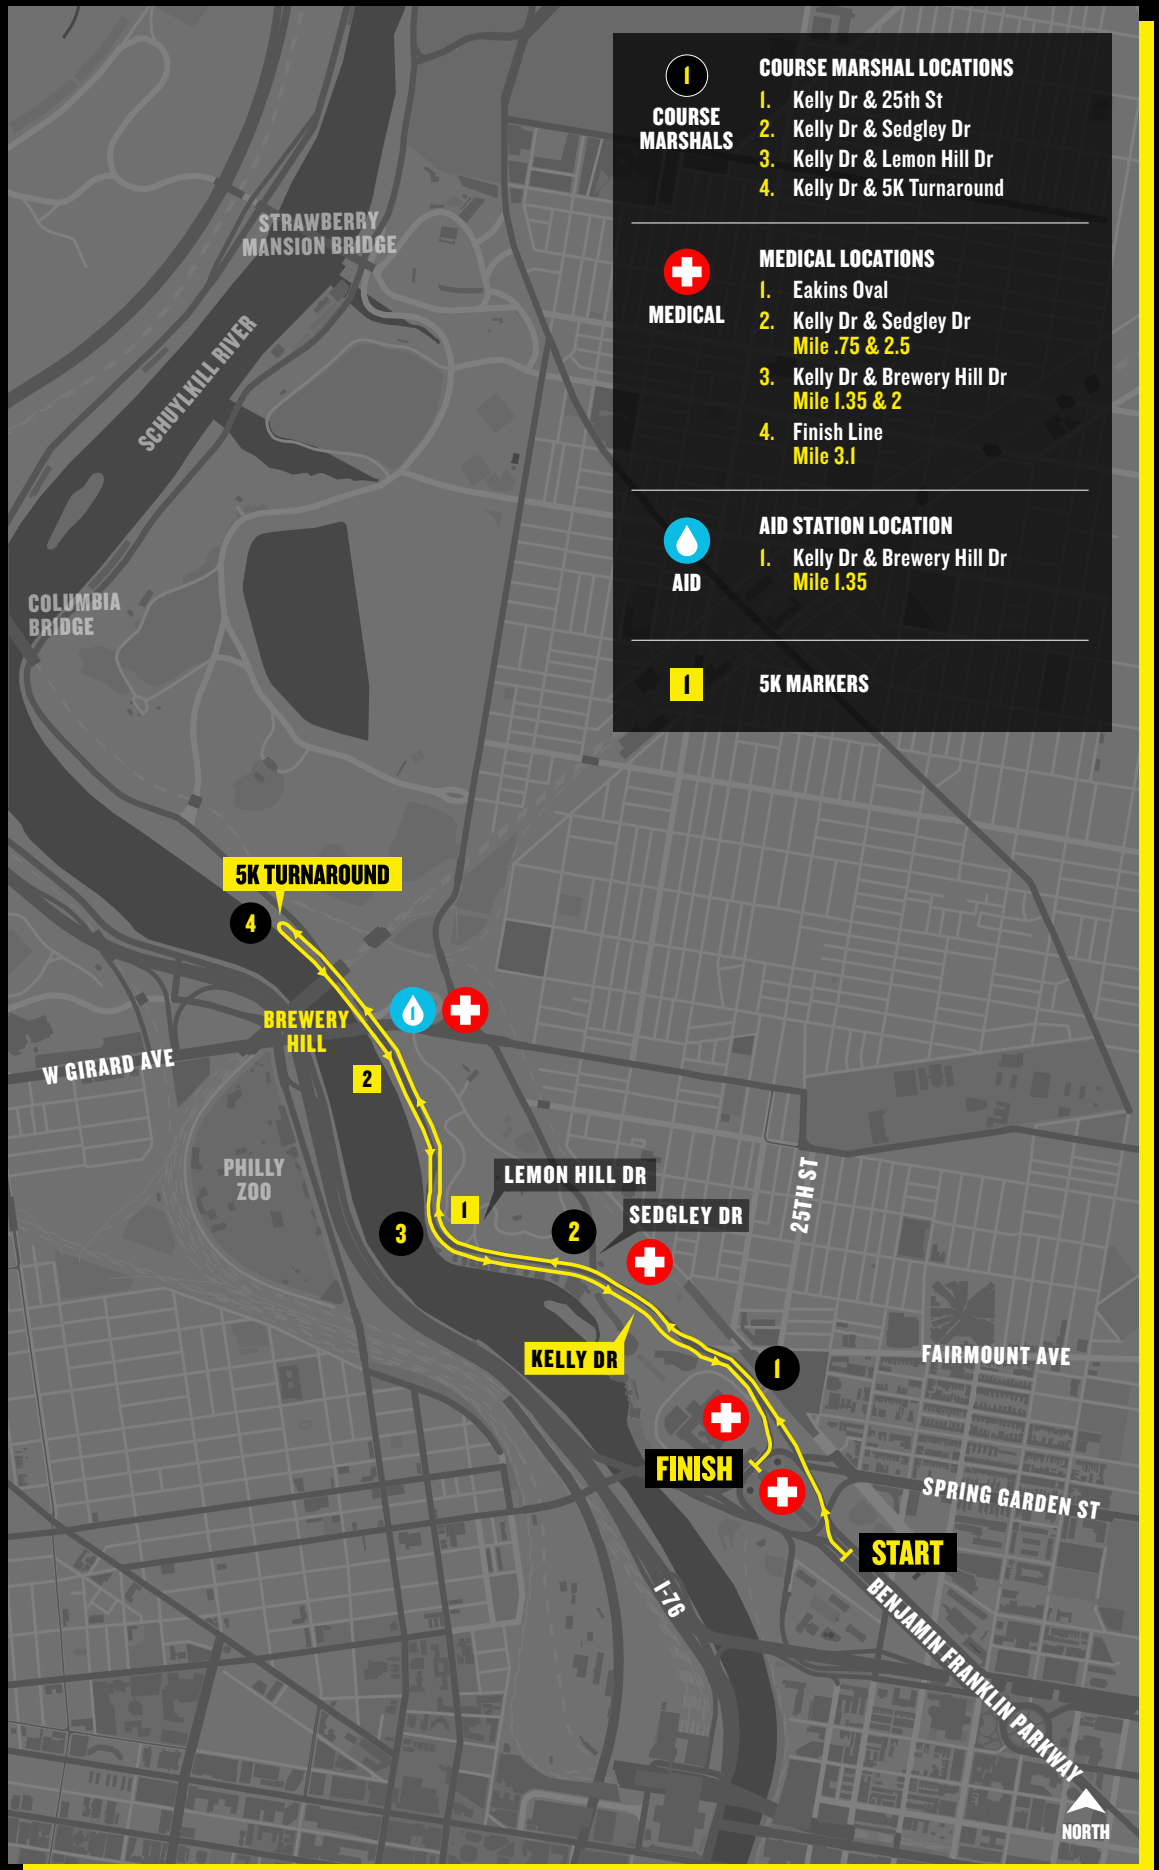 1
COURSE
MARSHALS
COURSE MARSHAL LOCATIONS
1. Kelly Dr & 25th St
2. Kelly Dr & Sedgley Dr
3. Kelly Dr & Lemon Hill Dr
4. Kelly Dr & 5K Turnaround
MEDICAL
MEDICAL LOCATIONS
1. Eakins Oval
2. Kelly Dr & Sedgley Dr
Mile .75 & 2.5
3. Kelly Dr & Brewery Hill Dr
Mile 1.35 & 2
4. Finish Line
Mile 3.1
AID
AID STATION LOCATION
1. Kelly Dr & Brewery Hill Dr
Mile 1.35
1
5K MARKERS
STRAWBERRY
MANSION BRIDGE
SCHUYLKILL RIVER
COLUMBIA
BRIDGE
5K TURNAROUND
4
1
BREWERY
HILL
W GIRARD AVE
2
PHILLY
ZOO
LEMON HILL DR
1
3
2
SEDGLEY DR
25TH ST
KELLY DR
1
FAIRMOUNT AVE
FINISH
SPRING GARDEN ST
START
I-76
BENJAMIN FRANKLIN PARKWAY
NORTH